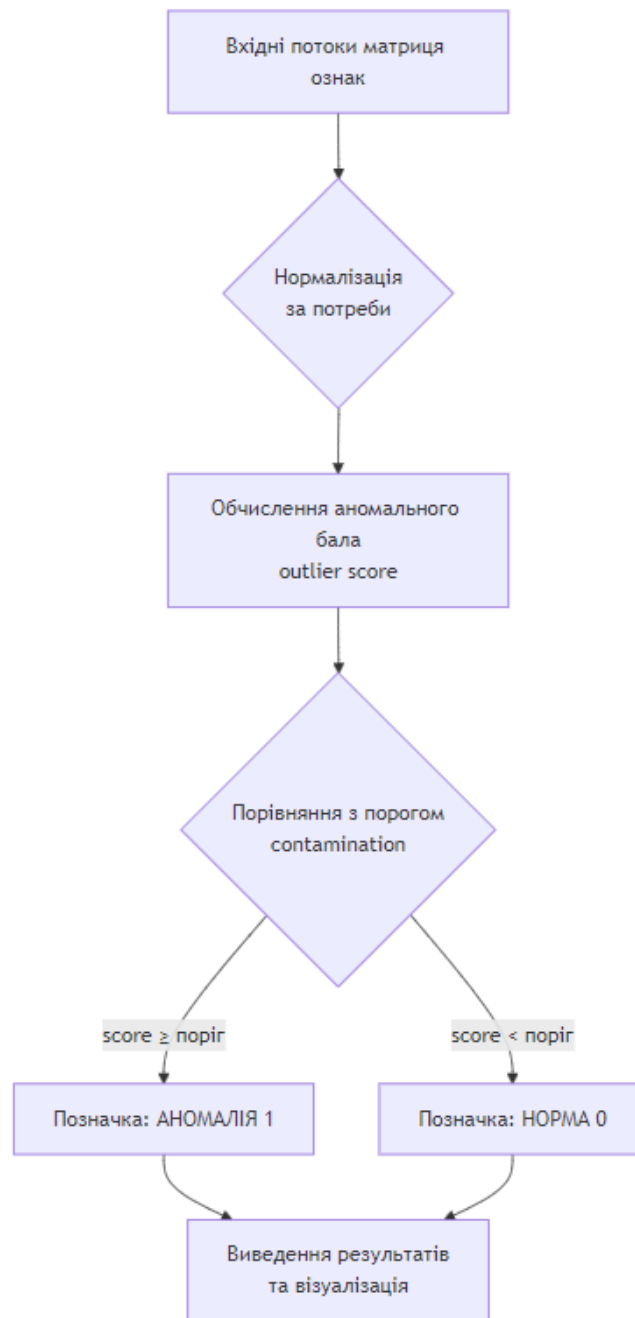 Вхідні потоки матриця
ознак
Нормалізація
за потреби
Обчислення аномального
бала
outlier score
Порівняння з порогом
contamination
score ≥ поріг
score < поріг
Позначка: АНОМАЛІЯ 1
Позначка: НОРМА 0
Виведення результатів
та візуалізація